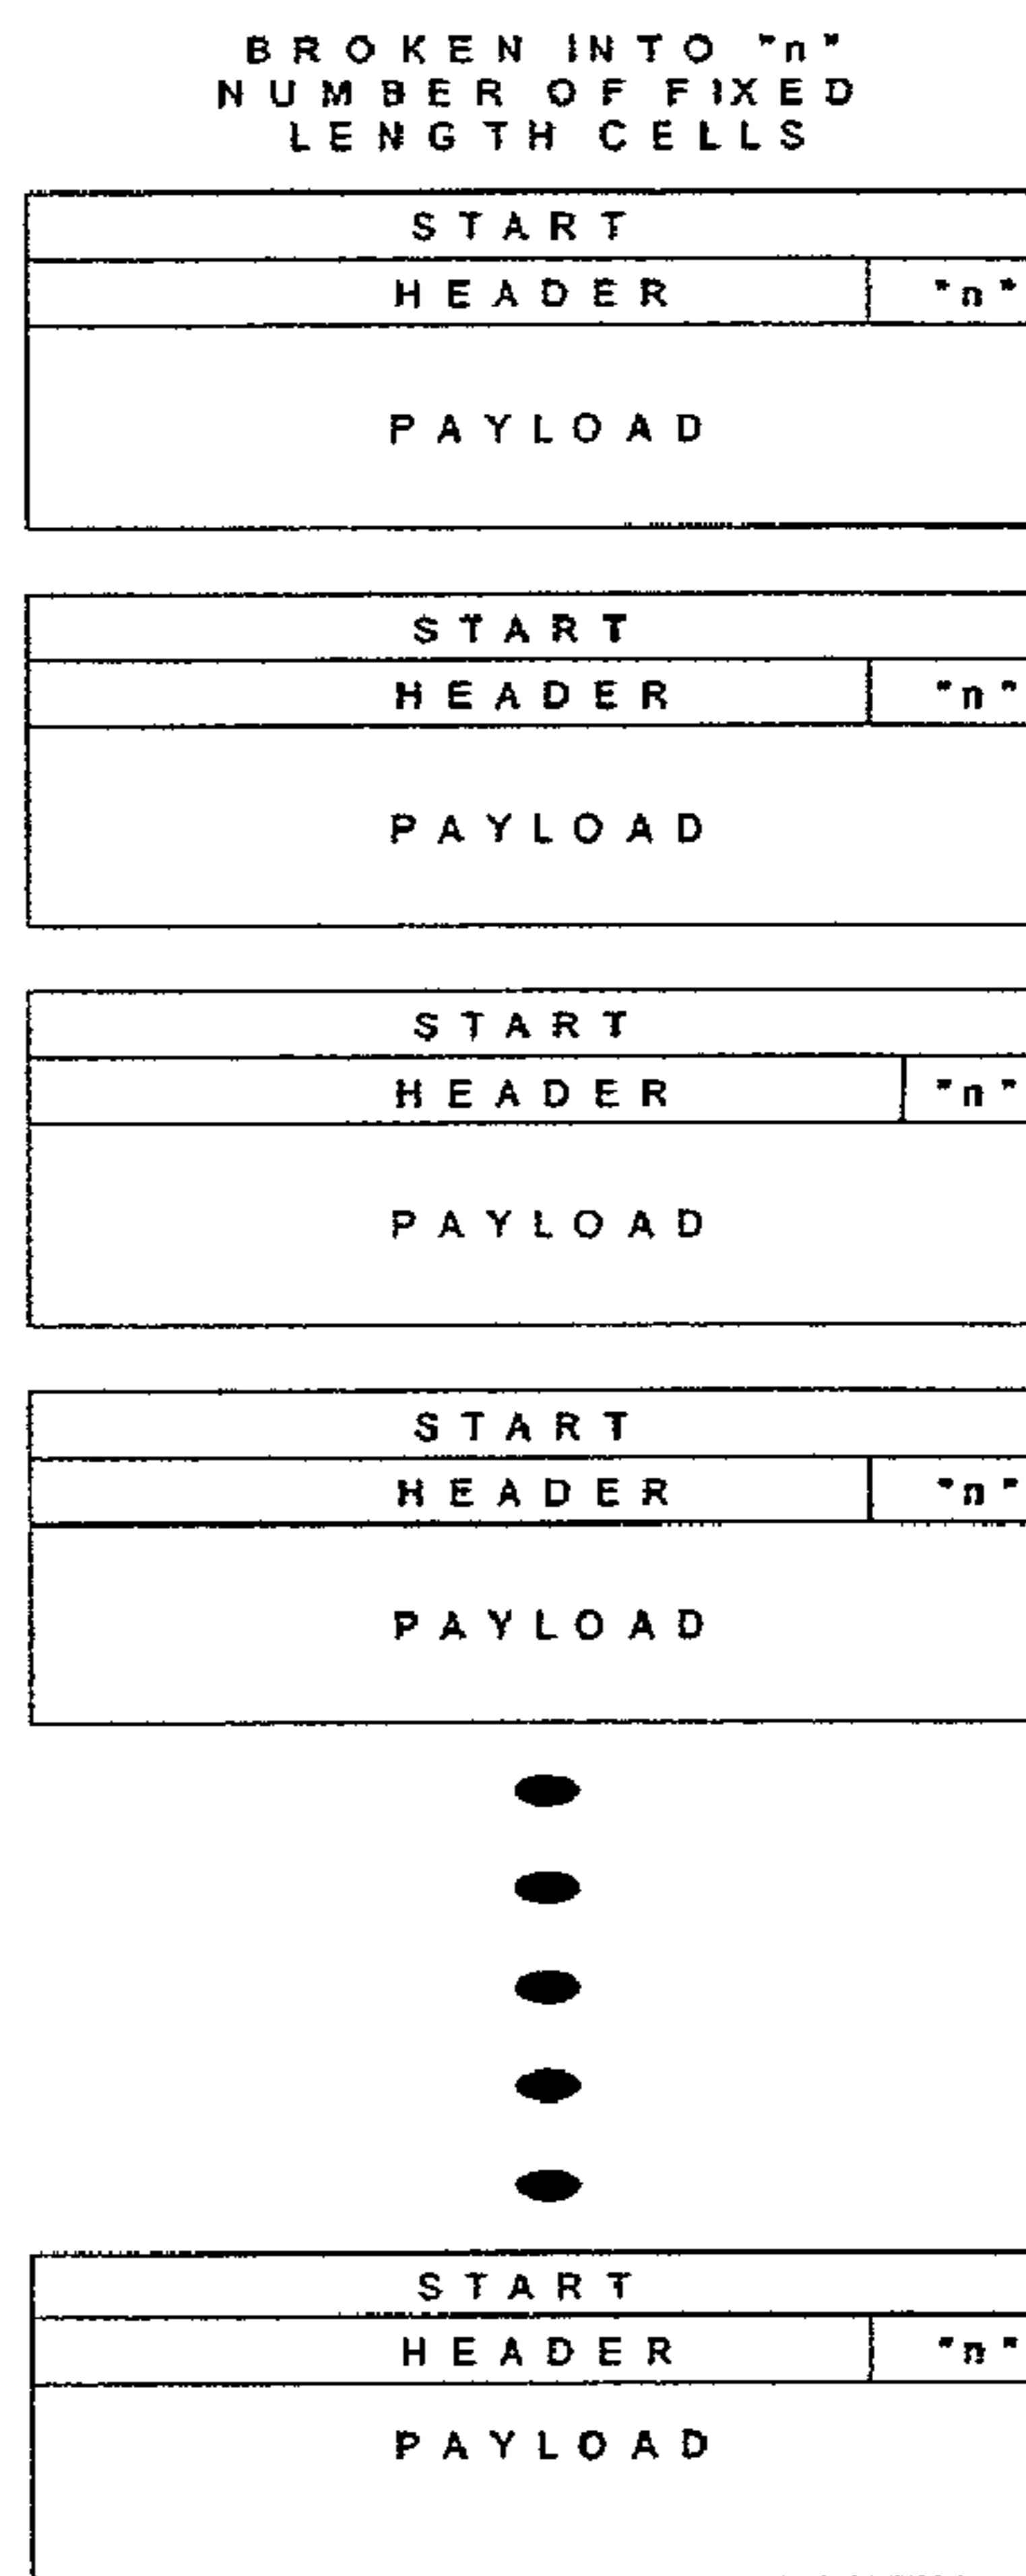 BROKEN INTO "n"
NUMBER OF FIXED
LENGTH CELLS
START
HEADER "n"
PAYLOAD
START
HEADER "n"
PAYLOAD
START
HEADER "n"
PAYLOAD
START
HEADER "n"
PAYLOAD
START
HEADER "n"
PAYLOAD